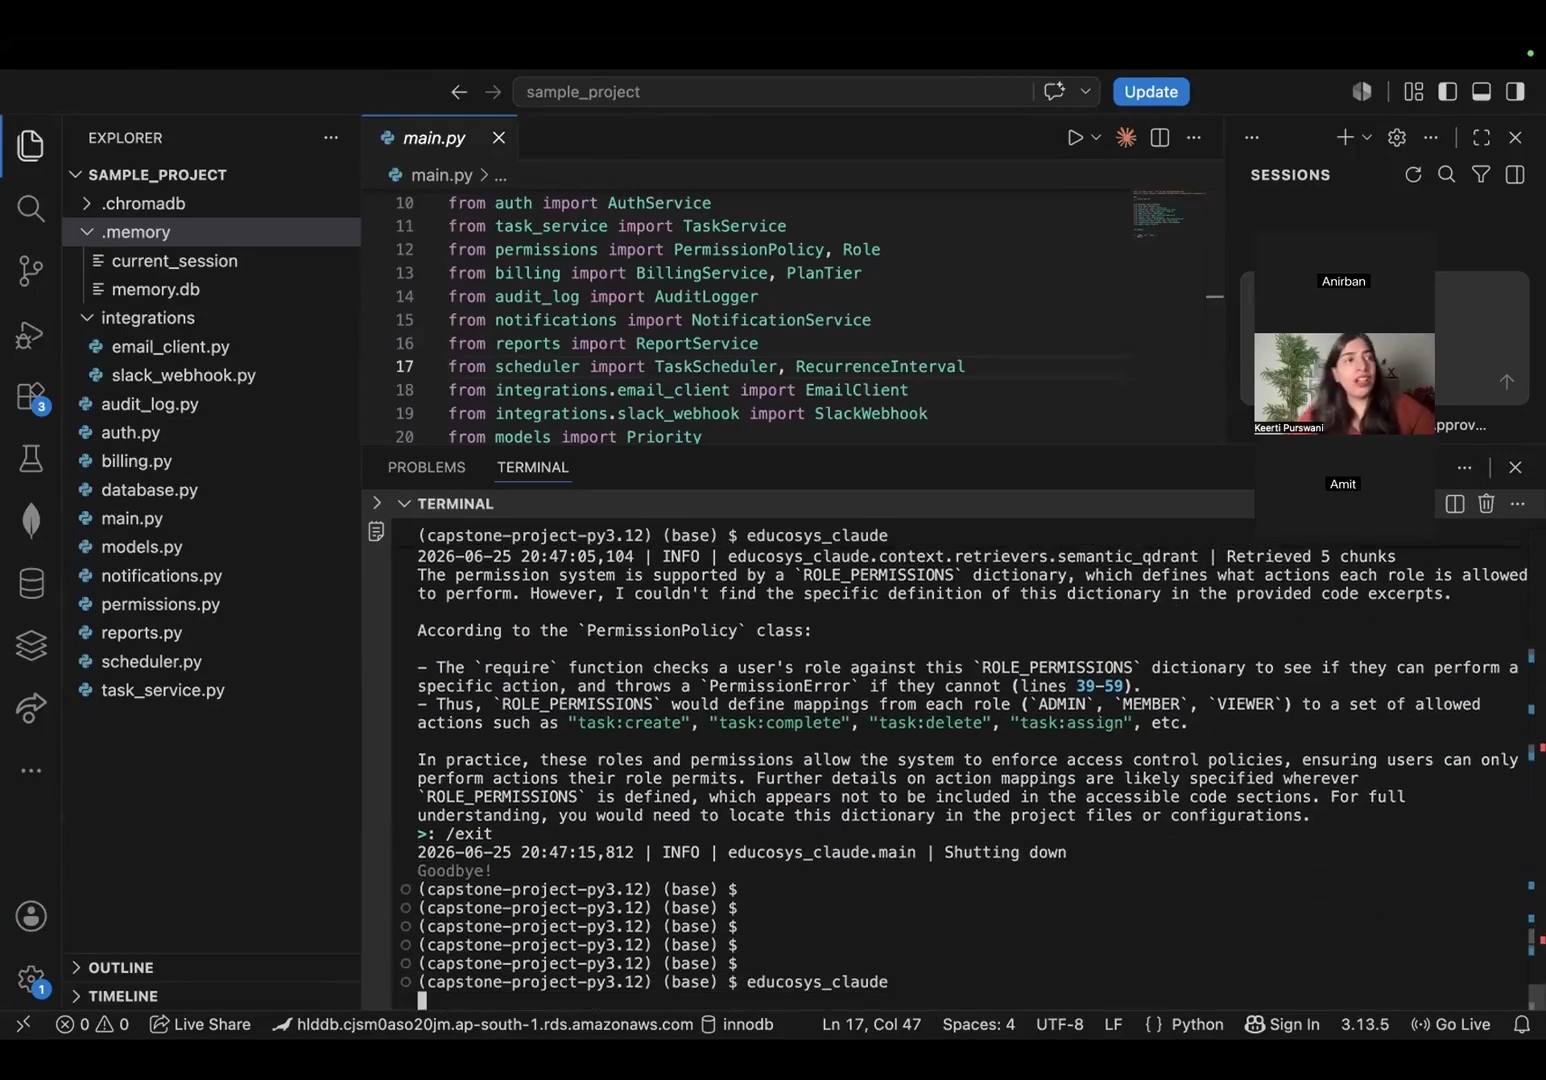 sample_project
Update
EXPLORER
main.py
SESSIONS
SAMPLE_PROJECT
.chromadb
.memory
current_session
memory.db
integrations
email_client.py
slack_webhook.py
audit_log.py
auth.py
billing.py
database.py
main.py
models.py
notifications.py
permissions.py
reports.py
scheduler.py
task_service.py
OUTLINE
TIMELINE
3
1
main.py > ...
10 from auth import AuthService
11 from task_service import TaskService
12 from permissions import PermissionPolicy, Role
13 from billing import BillingService, PlanTier
14 from audit_log import AuditLogger
15 from notifications import NotificationService
16 from reports import ReportService
17 from scheduler import TaskScheduler, RecurrenceInterval
18 from integrations.email_client import EmailClient
19 from integrations.slack_webhook import SlackWebhook
20 from models import Priority
Anirban
Keerti Purswani
pprov...
Amit
PROBLEMS TERMINAL
TERMINAL
(capstone-project-py3.12) (base) $ educosys_claude
2026-06-25 20:47:05,104 | INFO | educosys_claude.context.retrievers.semantic_qdrant | Retrieved 5 chunks
The permission system is supported by a `ROLE_PERMISSIONS` dictionary, which defines what actions each role is allowed
to perform. However, I couldn't find the specific definition of this dictionary in the provided code excerpts.
According to the `PermissionPolicy` class:
– The `require` function checks a user's role against this `ROLE_PERMISSIONS` dictionary to see if they can perform a
specific action, and throws a `PermissionError` if they cannot (lines 39-59).
– Thus, `ROLE_PERMISSIONS` would define mappings from each role (`ADMIN`, `MEMBER`, `VIEWER`) to a set of allowed
actions such as "task:create", "task:complete", "task:delete", "task:assign", etc.
In practice, these roles and permissions allow the system to enforce access control policies, ensuring users can only
perform actions their role permits. Further details on action mappings are likely specified wherever
`ROLE_PERMISSIONS` is defined, which appears not to be included in the accessible code sections. For full
understanding, you would need to locate this dictionary in the project files or configurations.
>: /exit
2026-06-25 20:47:15,812 | INFO | educosys_claude.main | Shutting down
Goodbye!
(capstone-project-py3.12) (base) $
(capstone-project-py3.12) (base) $
(capstone-project-py3.12) (base) $
(capstone-project-py3.12) (base) $
(capstone-project-py3.12) (base) $
(capstone-project-py3.12) (base) $ educosys_claude
0 0 Live Share hlddb.cjsm0aso20jm.ap-south-1.rds.amazonaws.com innodb Ln 17, Col 47 Spaces: 4 UTF-8 LF { } Python Sign In 3.13.5 Go Live